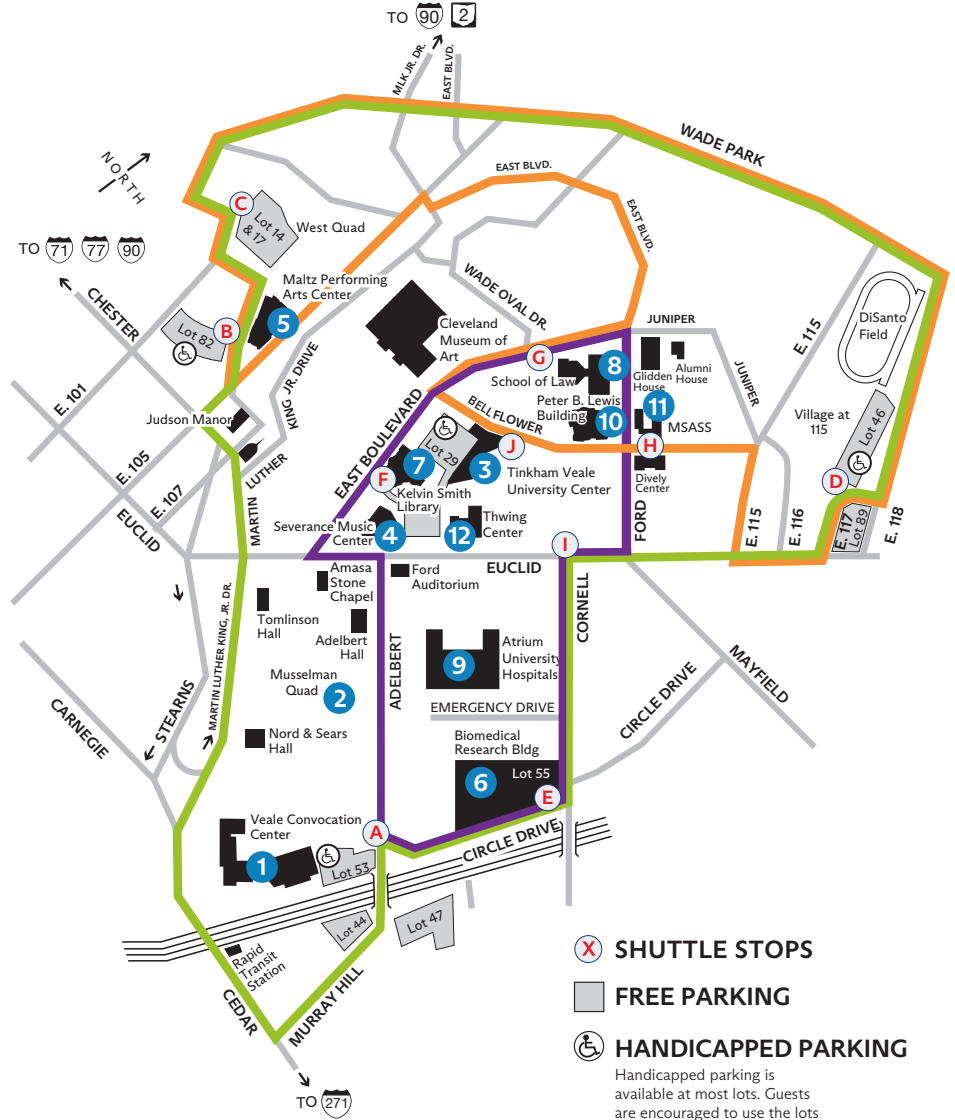 TO 90 2
MLK JR. DR.
EAST BLVD.
WADE PARK
NORTH
EAST BLVD.
EAST BLVD.
C
Lot 14
& 17
West Quad
TO 71 77 90
CHESTER
Maltz Performing
Arts Center
5
Lot 82
B
WADE OVAL DR.
Cleveland
Museum of
Art
JUNIPER
E. 115
DiSanto
Field
G
School of Law
8
Glidden
House
Alumni
House
JUNIPER
E. 101
KING JR. DRIVE
Judson Manor
EAST BOULEVARD
BELLFLOWER
Peter B. Lewis
Building
10
11
MSASS
Village at
115
Lot 46
LUTHER
MARTIN
E. 105
E. 107
EUCLID
Lot 29
J
H
7
3
F
Tinkham Veale
University Center
Dively
Center
D
Kelvin Smith
Library
Severance Music
Center
4
12
Thwing
Center
FORD
E. 115
E. 116
E. 117
Lot 89
E. 118
I
EUCLID
Amasa
Stone
Chapel
Ford
Auditorium
Tomlinson
Hall
Adelbert
Hall
CORNELL
MARTIN LUTHER KING, JR. DR.
Musselman
Quad
2
ADELBERT
9
Atrium
University
Hospitals
MAYFIELD
CIRCLE DRIVE
CARNEGIE
STEARNS
EMERGENCY DRIVE
Nord & Sears
Hall
Biomedical
Research Bldg
6
Lot 55
E
Veale Convocation
Center
A
CIRCLE DRIVE
1
Lot 53
Lot 44
Lot 47
Rapid
Transit
Station
CEDAR
MURRAY HILL
TO 271
X SHUTTLE STOPS
FREE PARKING
HANDICAPPED PARKING
Handicapped parking is
available at most lots. Guests
are encouraged to use the lots